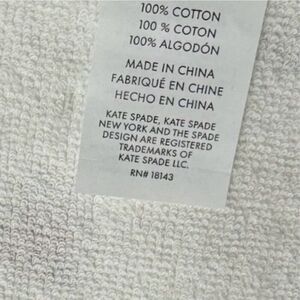 100% COTTON
100 % COTON
100% ALGODÓN
MADE IN CHINA
FABRIQUÉ EN CHINE
HECHO EN CHINA
KATE SPADE, KATE SPADE
NEW YORK AND THE SPADE
DESIGN ARE REGISTERED
TRADEMARKS OF
KATE SPADE LLC.
RN# 18143